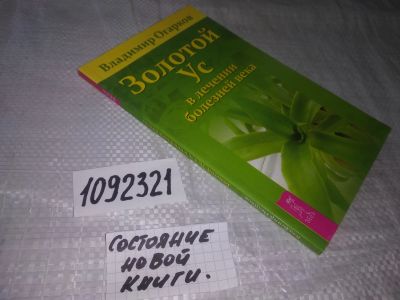 Владимир Огарков
Золотой
Ус
в лечении
болезней века
1092321
СОСТОЯНИЕ
НОВОЙ
КНИГИ.